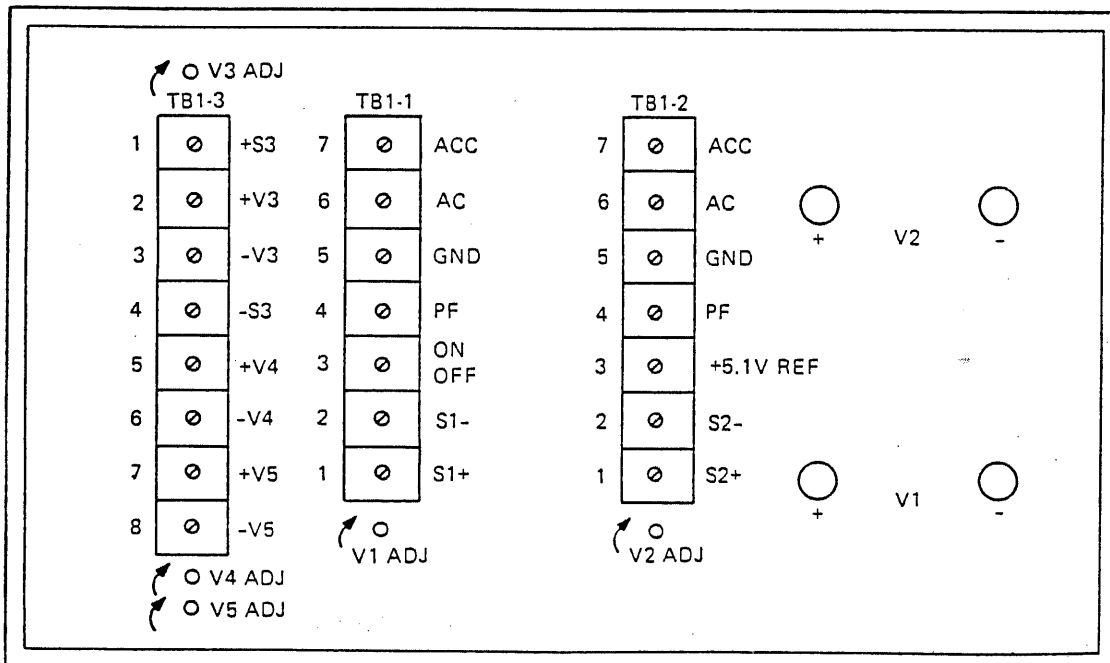 V3 ADJ
TB1-3
1 +S3
2 +V3
3 -V3
4 -S3
5 +V4
6 -V4
7 +V5
8 -V5
V4 ADJ
V5 ADJ
TB1-1
7 ACC
6 AC
5 GND
4 PF
3 ON
OFF
2 S1-
1 S1+
V1 ADJ
TB1-2
7 ACC
6 AC
5 GND
4 PF
3 +5.1V REF
2 S2-
1 S2+
V2 ADJ
+ V2 -
+ V1 -